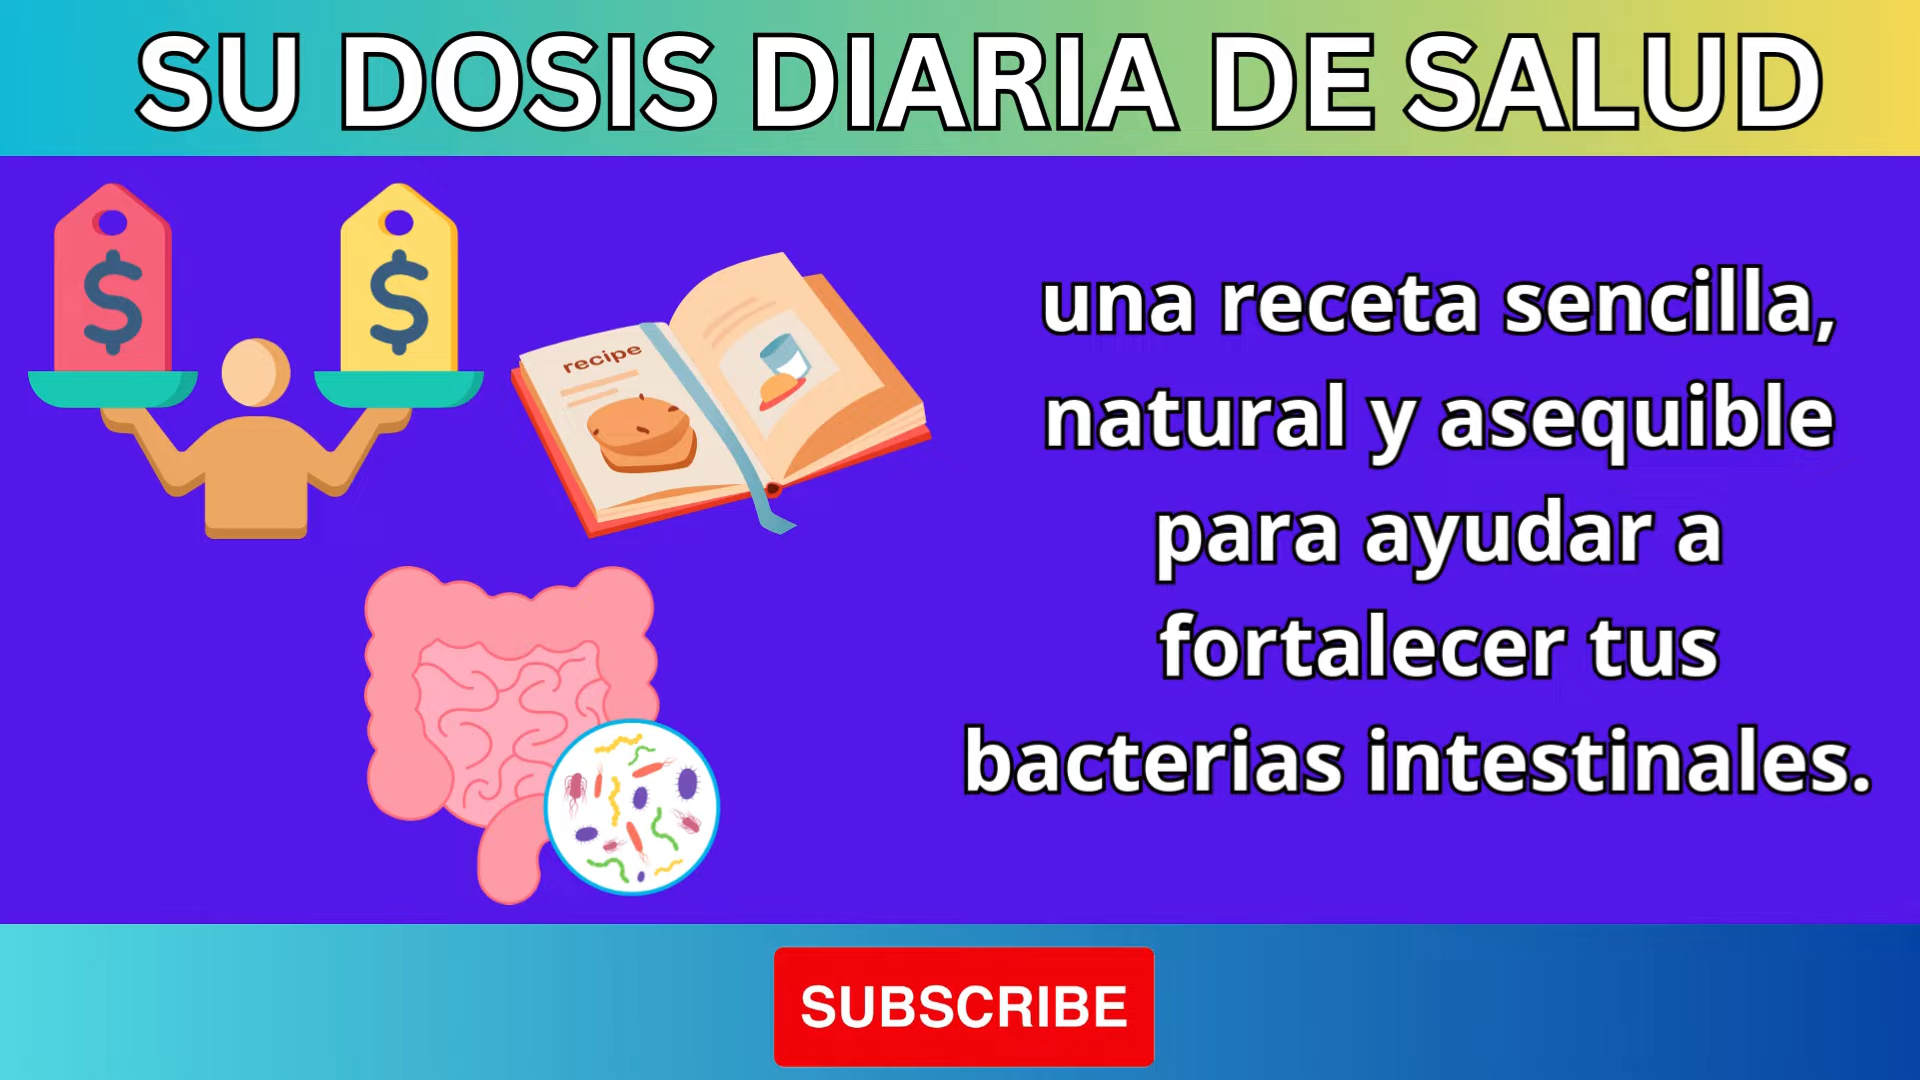 SU DOSIS DIARIA DE SALUD
$ $
recipe
una receta sencilla,
natural y asequible
para ayudar a
fortalecer tus
bacterias intestinales.
SUBSCRIBE